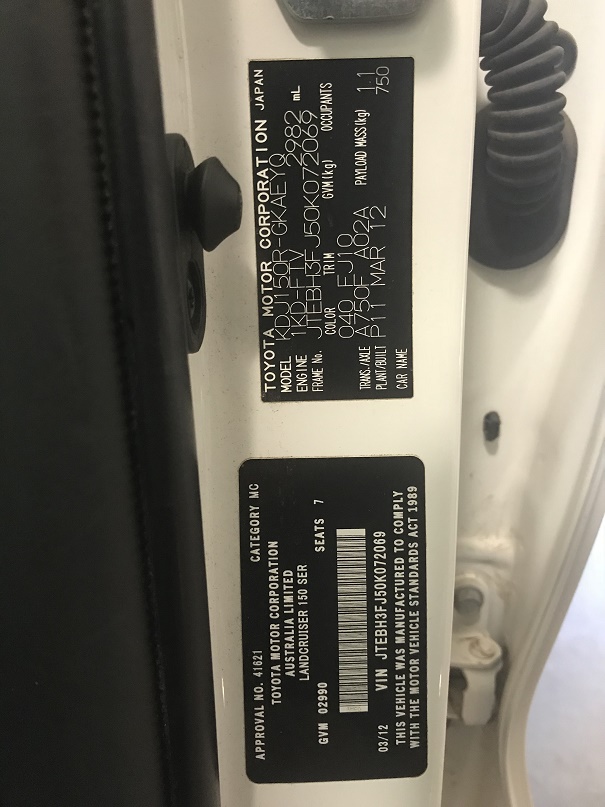 TOYOTA MOTOR CORPORATION JAPAN
MODEL KDJ150R-GKAEYQ
ENGINE 1KD-FTV 2982 mL
FRAME No. JTEBH3FJ50K072069
COLOR TRIM GVM(kg) OCCUPANTS
040 FJ10
TRANS./AXLE A750F A02A PAYLOAD MASS(kg) 1.1
PLANT/BUILT P11 MAR 12 750
CAR NAME
APPROVAL NO. 41621 CATEGORY MC
TOYOTA MOTOR CORPORATION
AUSTRALIA LIMITED
LANDCRUISER 150 SER
GVM 02990 SEATS 7
03/12 VIN JTEBH3FJ50K072069
THIS VEHICLE WAS MANUFACTURED TO COMPLY
WITH THE MOTOR VEHICLE STANDARDS ACT 1989